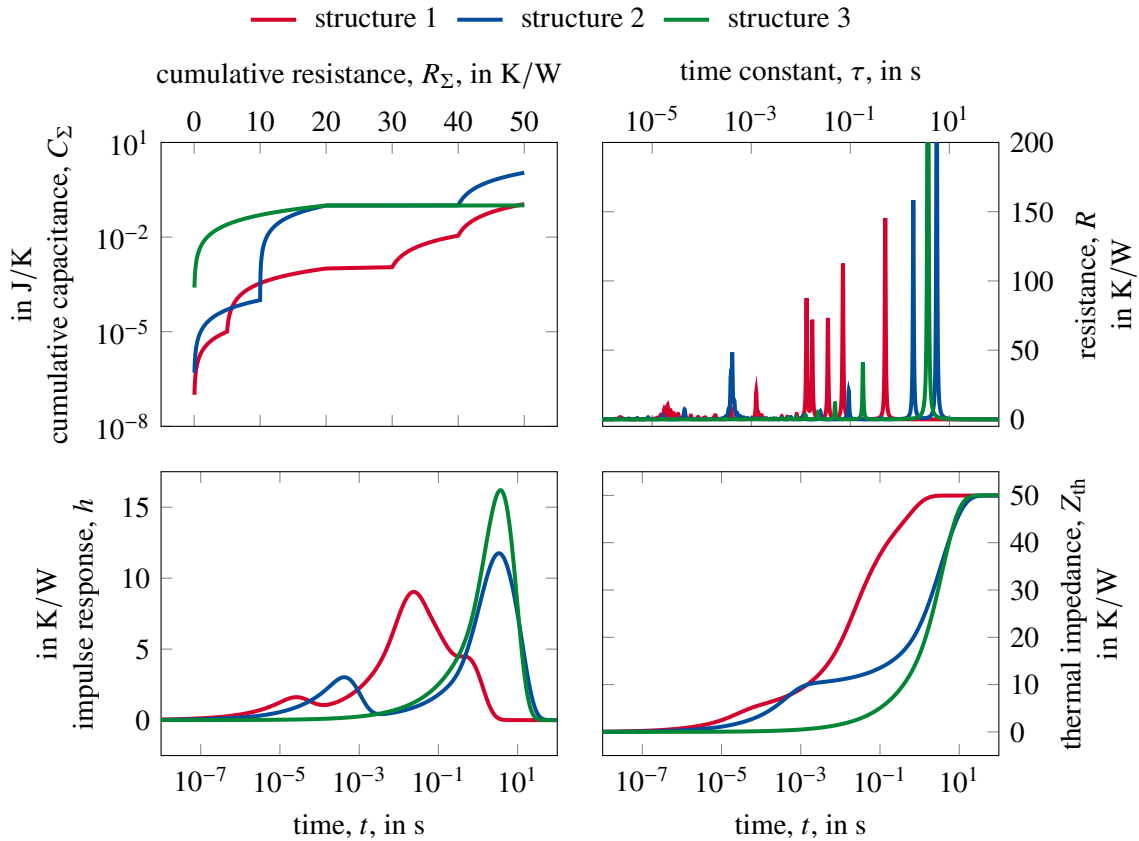 structure 1 structure 2 structure 3
cumulative resistance, R_Σ, in K/W
0 10 20 30 40 50
cumulative capacitance, C_Σ
in J/K
10^1
10^−2
10^−5
10^−8
time constant, τ, in s
10^−5 10^−3 10^−1 10^1
200
150
100
50
0
resistance, R
in K/W
impulse response, h
in K/W
15
10
5
0
10^−7 10^−5 10^−3 10^−1 10^1
time, t, in s
50
40
30
20
10
0
thermal impedance, Z_th
in K/W
10^−7 10^−5 10^−3 10^−1 10^1
time, t, in s